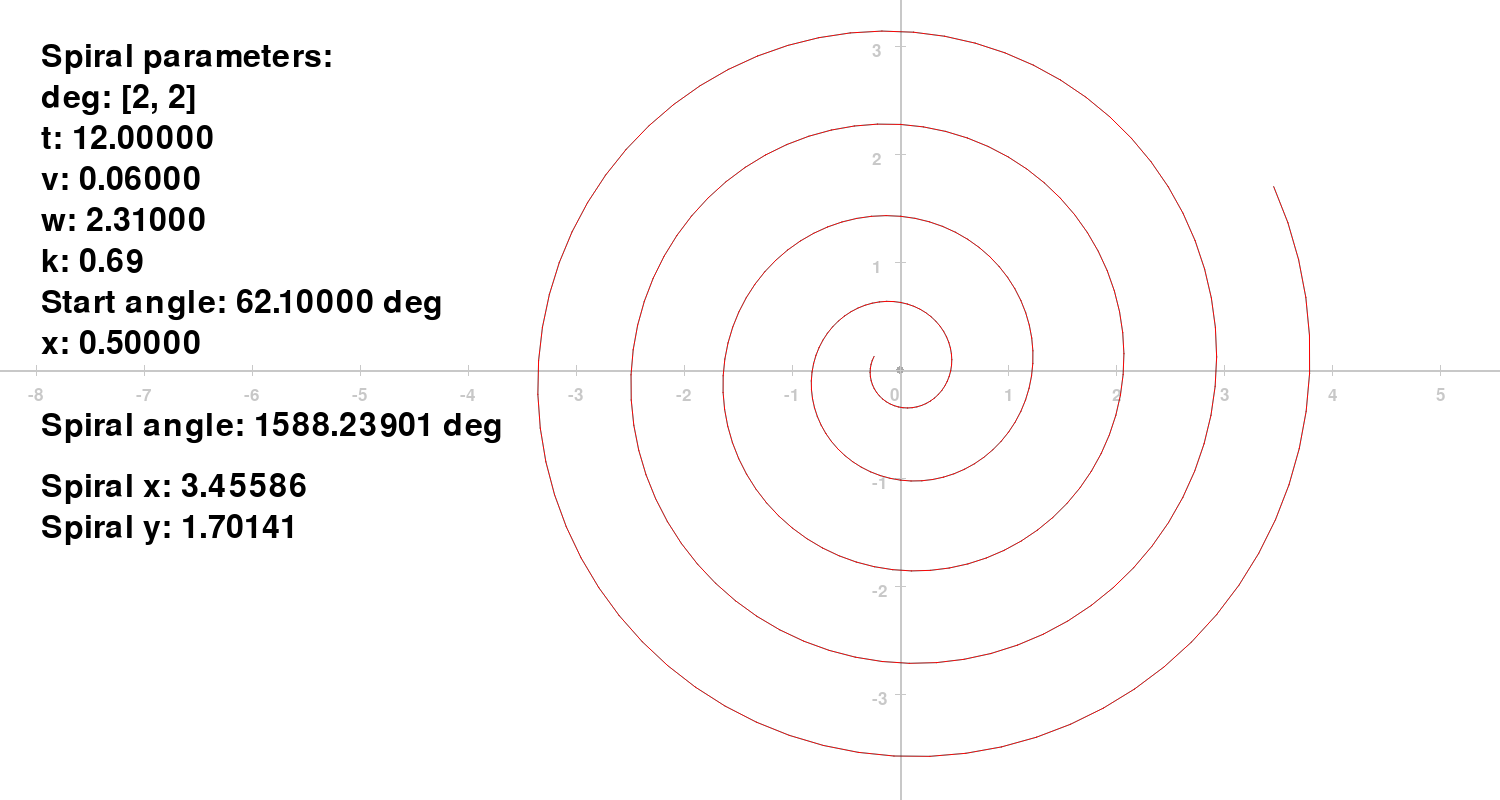 Spiral parameters:
deg: [2, 2]
t: 12.00000
v: 0.06000
w: 2.31000
k: 0.69
Start angle: 62.10000 deg
x: 0.50000
Spiral angle: 1588.23901 deg
Spiral x: 3.45586
Spiral y: 1.70141
3
2
1
-8 -7 -6 -5 -4 -3 -2 -1 0 1 2 3 4 5
-1
-2
-3